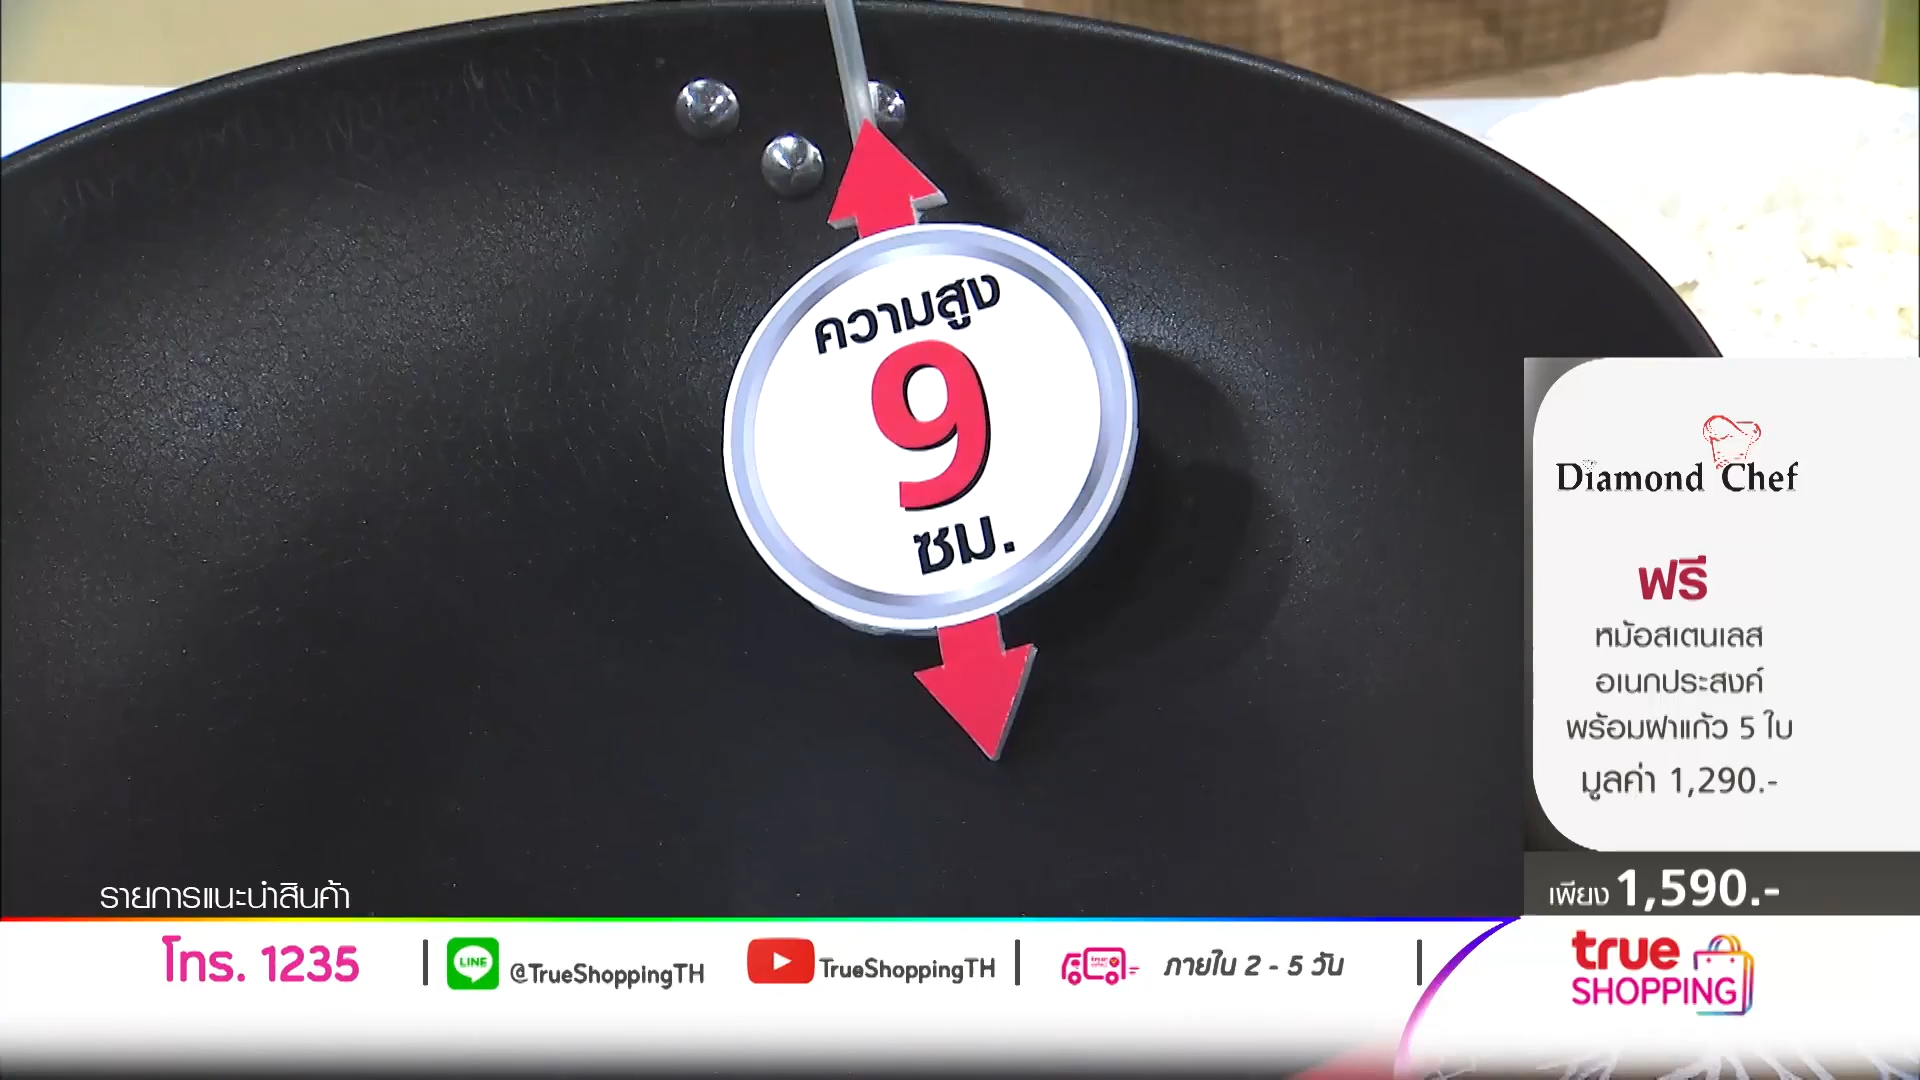 ความสูง
9
ซม.
Diamond Chef
ฟรี
หม้อสเตนเลส
อเนกประสงค์
พร้อมฝาแก้ว 5 ใบ
มูลค่า 1,290.-
เพียง 1,590.-
รายการแนะนำสินค้า
โทร. 1235
LINE
@TrueShoppingTH
TrueShoppingTH
ภายใน 2 - 5 วัน
true
SHOPPING